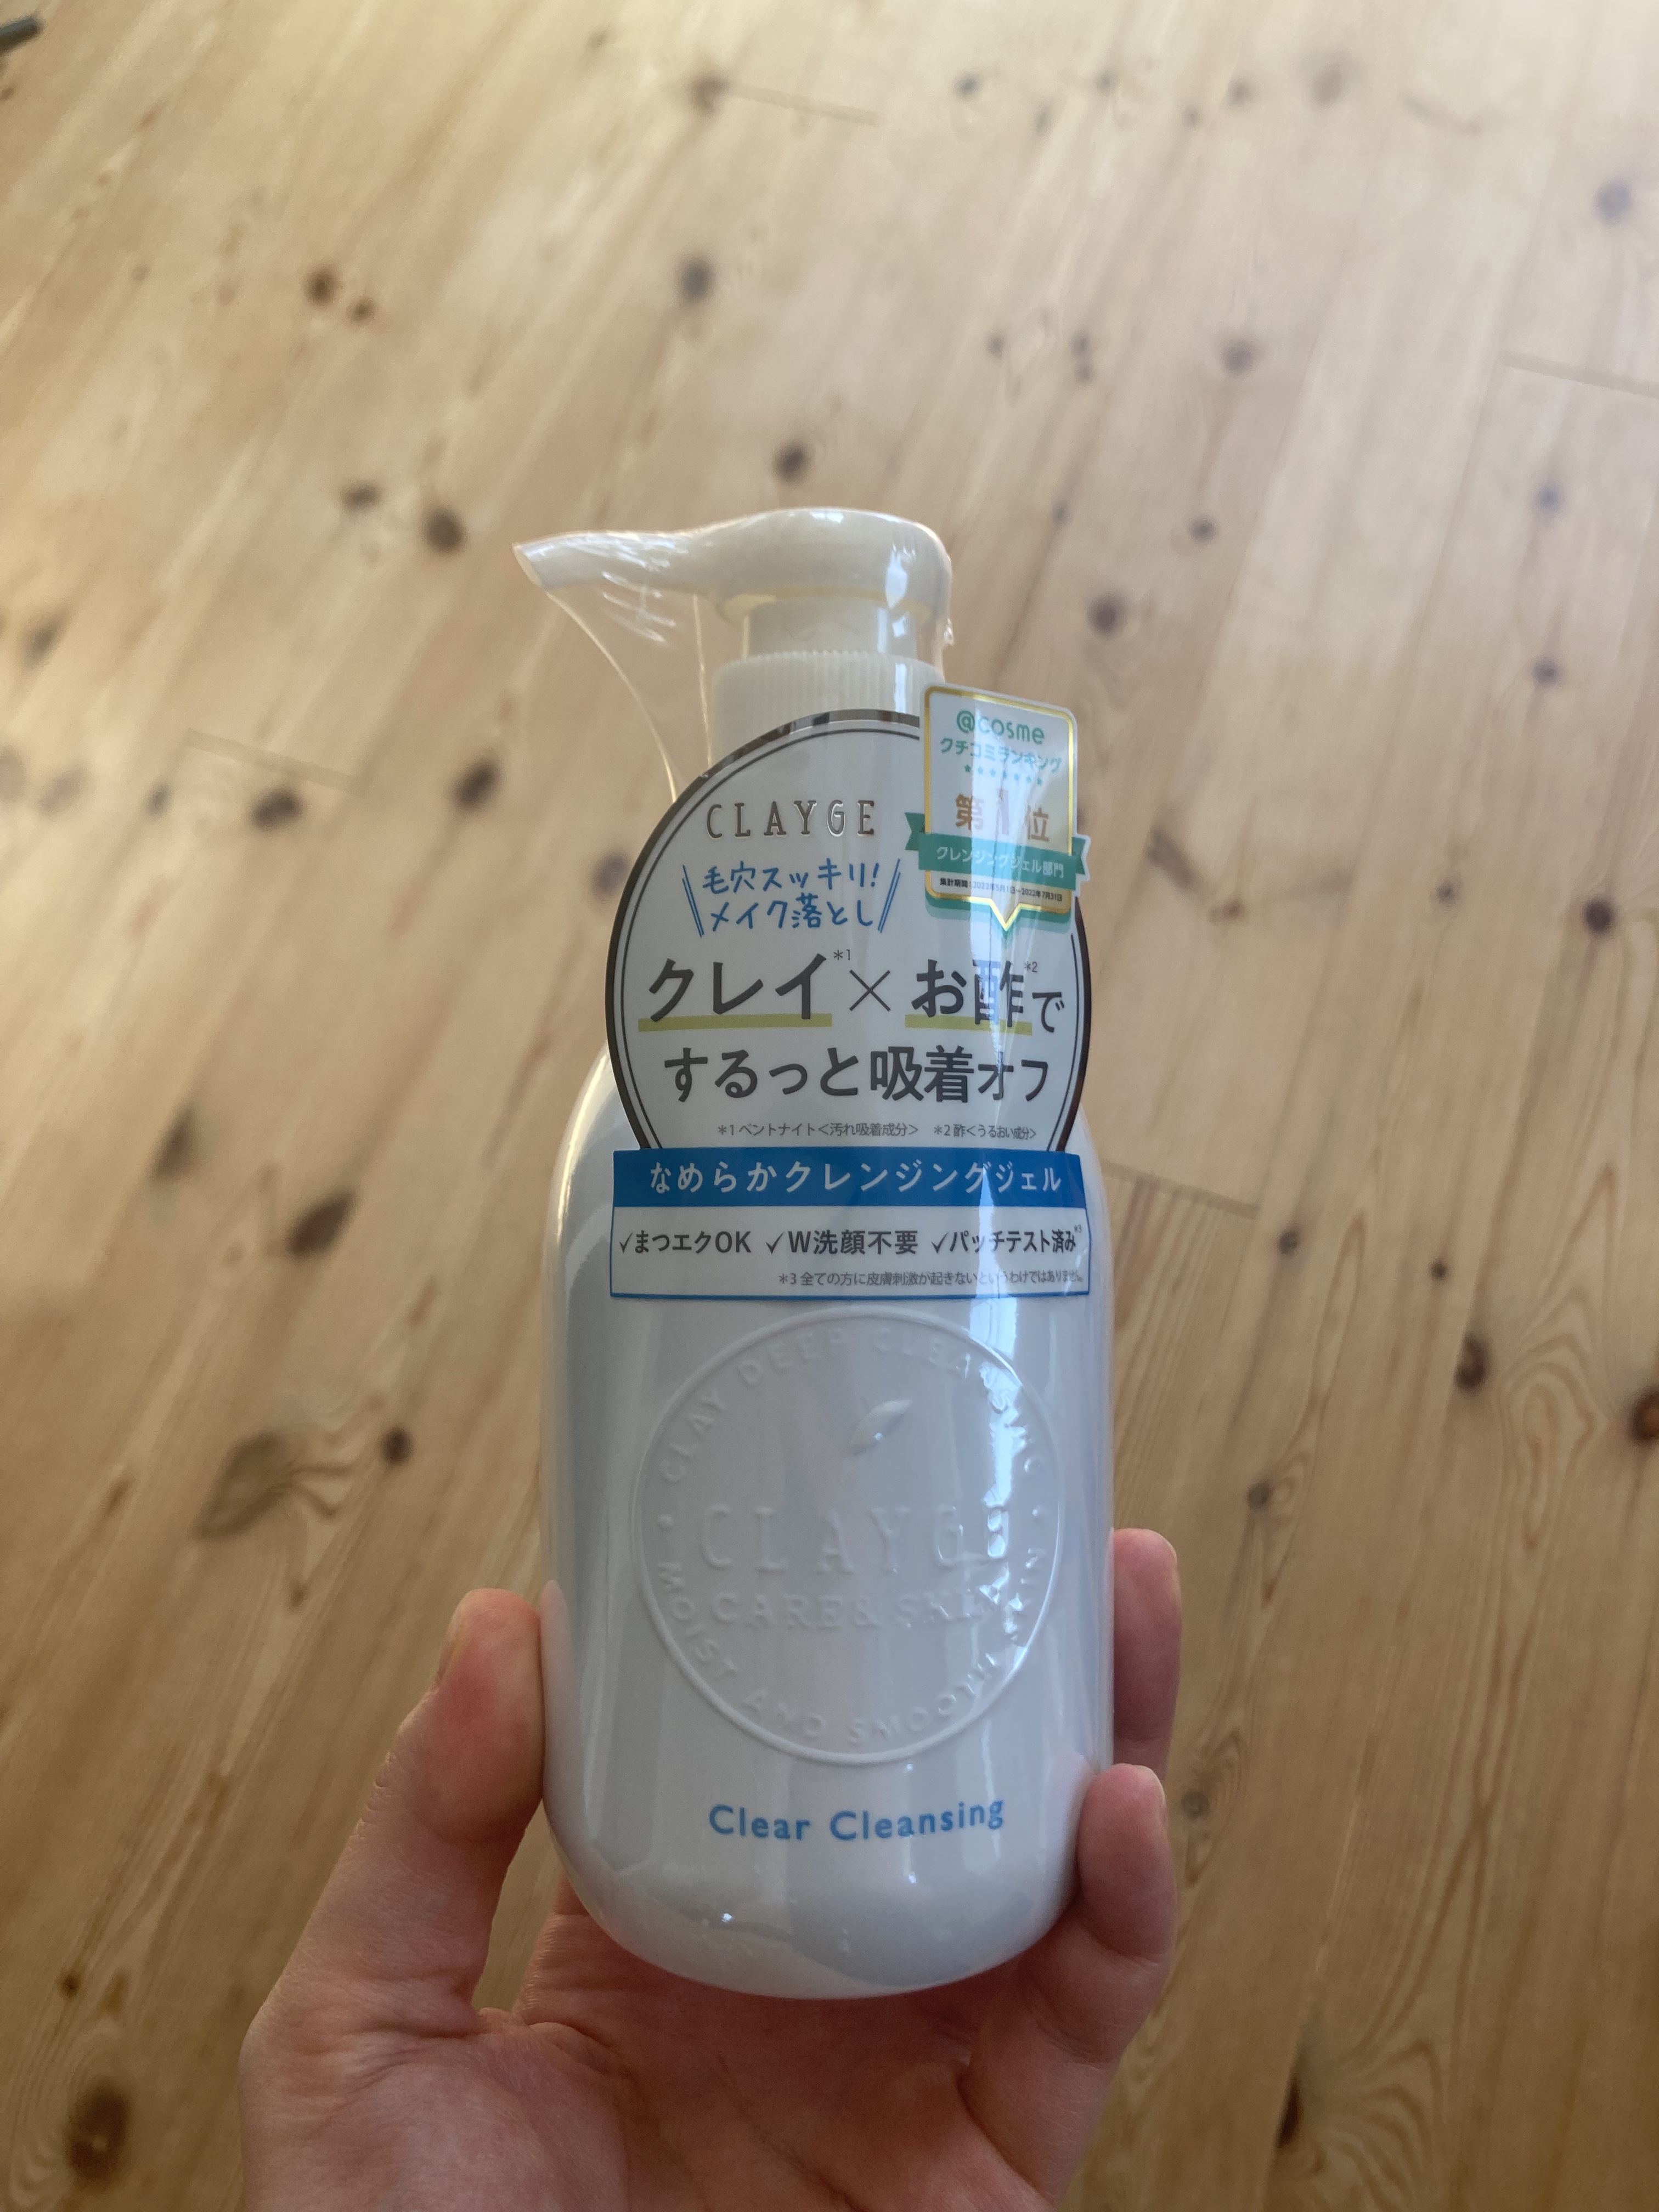 @cosme
クチコミランキング
第1位
クレンジングジェル部門
CLAYGE
毛穴スッキリ!
メイク落とし
クレイ*1×お酢*2で
するっと吸着オフ
*1 ベントナイト<汚れ吸着成分> *2 酢<うるおい成分>
なめらかクレンジングジェル
✓まつエクOK ✓W洗顔不要 ✓パッチテスト済み*3
*3 全ての方に皮膚刺激が起きないというわけではありません。
CLAY DEEP CLEANSING
CLAYGE
CARE & SKIN
MOIST AND SMOOTH SKIN
Clear Cleansing